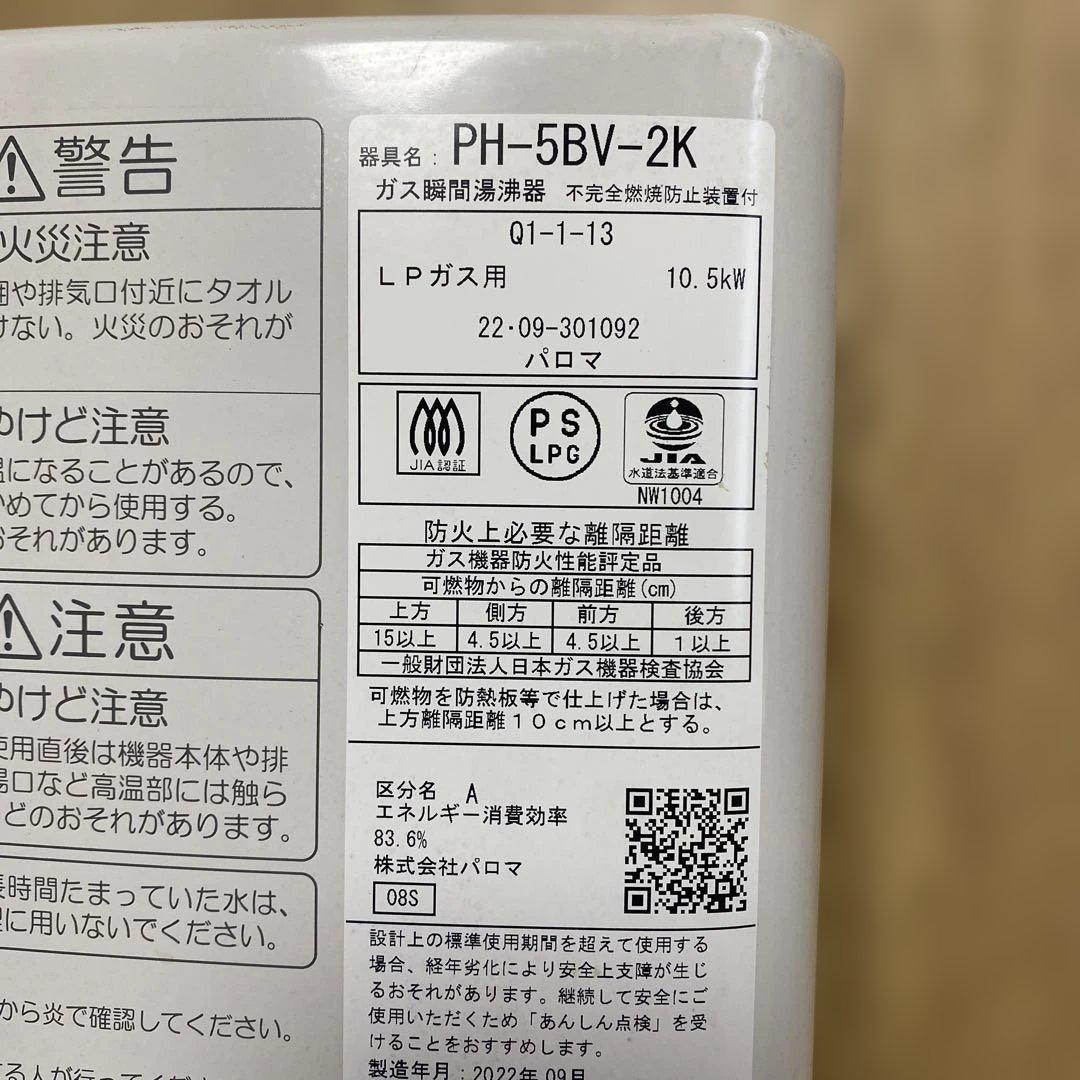 警告
火災注意
や排気口付近にタオル
けない。火災のおそれが
やけど注意
温になることがあるので、
かめてから使用する。
おそれがあります。
注意
やけど注意
使用直後は機器本体や排
湯口など高温部には触ら
どのおそれがあります。
長時間たまっていた水は、
に用いないでください。
から炎で確認してください。
器具名: PH-5BV-2K
ガス瞬間湯沸器 不完全燃焼防止装置付
Q1-1-13
LPガス用 10.5kW
22・09-301092
パロマ
JIA認証
PS
LPG
JIA
水道法基準適合
NW1004
防火上必要な離隔距離
ガス機器防火性能評定品
可燃物からの離隔距離(cm)
上方 側方 前方 後方
15以上 4.5以上 4.5以上 1以上
一般財団法人日本ガス機器検査協会
可燃物を防熱板等で仕上げた場合は、
上方離隔距離10cm以上とする。
区分名 A
エネルギー消費効率
83.6%
株式会社パロマ
08S
設計上の標準使用期間を超えて使用する
場合、経年劣化により安全上支障が生じ
るおそれがあります。継続して安全にご
使用いただくため「あんしん点検」を受
けることをおすすめします。
製造年月:2022年09月